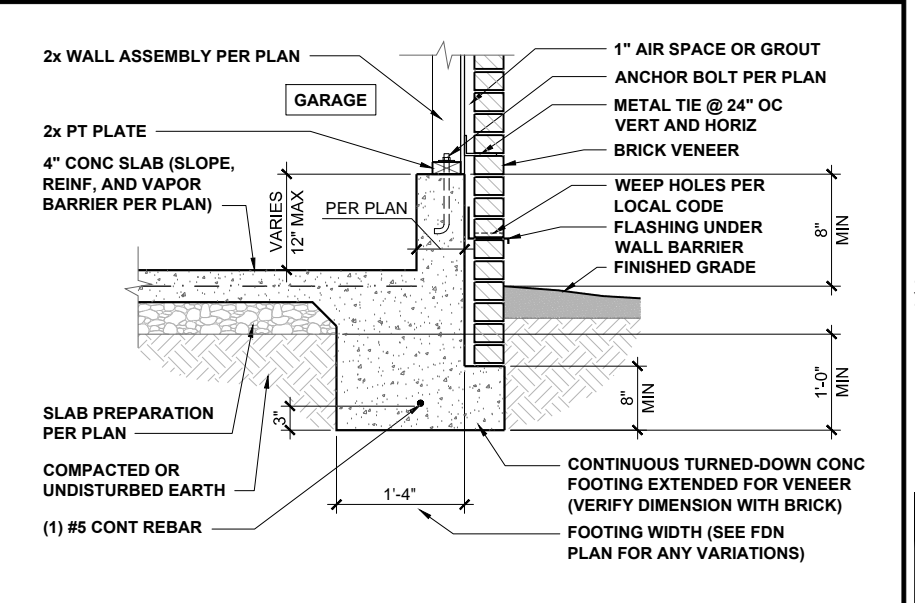 2x WALL ASSEMBLY PER PLAN
GARAGE
2x PT PLATE
4" CONC SLAB (SLOPE,
REINF, AND VAPOR
BARRIER PER PLAN)
VARIES
12" MAX
PER PLAN
1" AIR SPACE OR GROUT
ANCHOR BOLT PER PLAN
METAL TIE @ 24" OC
VERT AND HORIZ
BRICK VENEER
WEEP HOLES PER
LOCAL CODE
FLASHING UNDER
WALL BARRIER
FINISHED GRADE
8"
MIN
1'-0"
MIN
8"
MIN
3"
SLAB PREPARATION
PER PLAN
COMPACTED OR
UNDISTURBED EARTH
(1) #5 CONT REBAR
1'-4"
CONTINUOUS TURNED-DOWN CONC
FOOTING EXTENDED FOR VENEER
(VERIFY DIMENSION WITH BRICK)
FOOTING WIDTH (SEE FDN
PLAN FOR ANY VARIATIONS)